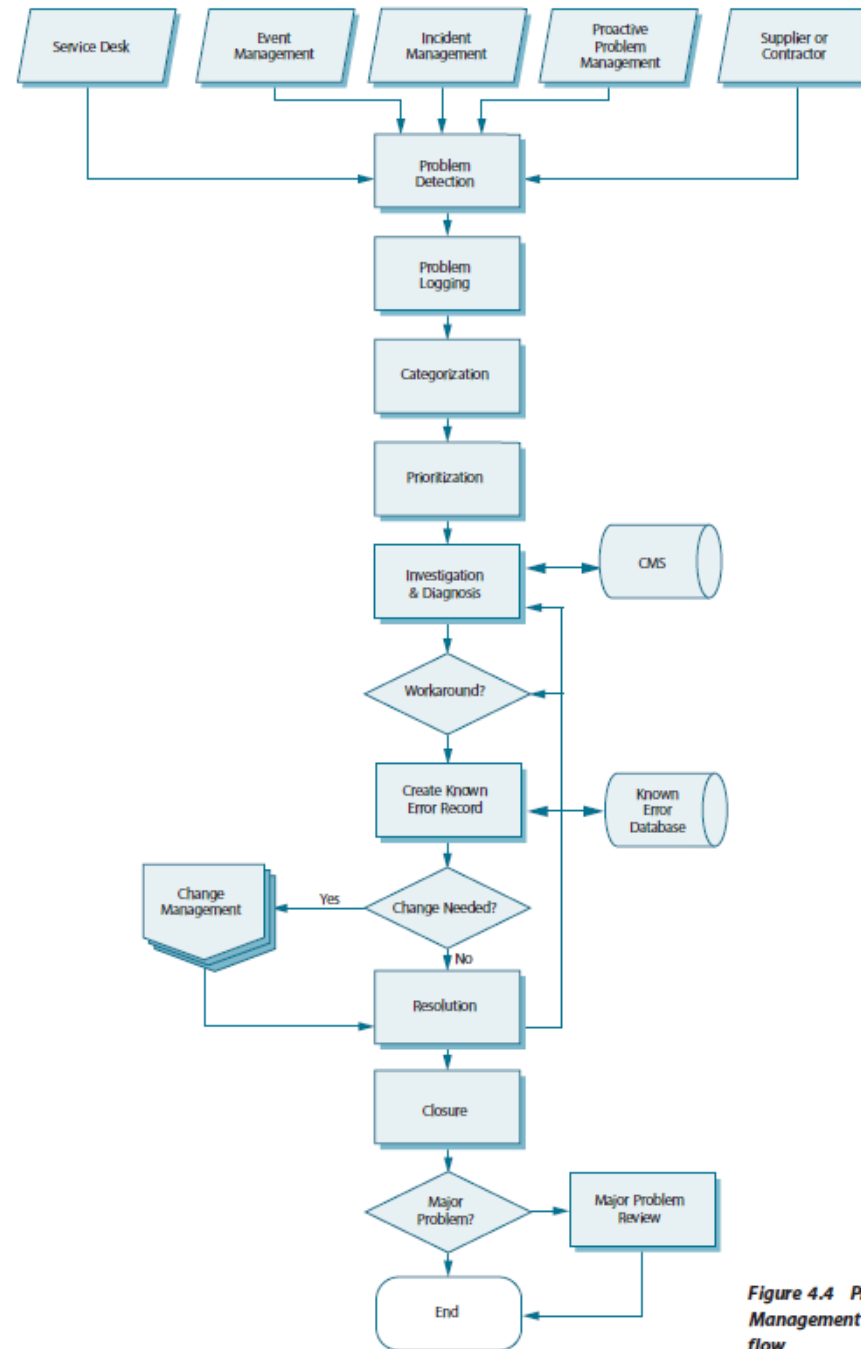 Service Desk
Event
Management
Incident
Management
Proactive
Problem
Management
Supplier or
Contractor
Problem
Detection
Problem
Logging
Categorization
Prioritization
Investigation
& Diagnosis
CMS
Workaround?
Create Known
Error Record
Known
Error
Database
Change
Management
Yes
Change Needed?
No
Resolution
Closure
Major
Problem?
Major Problem
Review
End
Figure 4.4
Management
flow